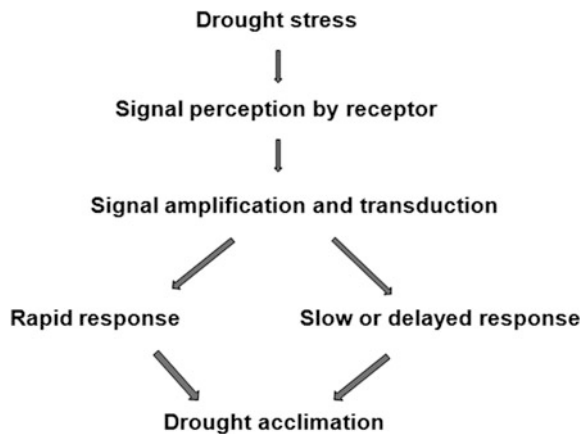 Drought stress
Signal perception by receptor
Signal amplification and transduction
Rapid response
Slow or delayed response
Drought acclimation